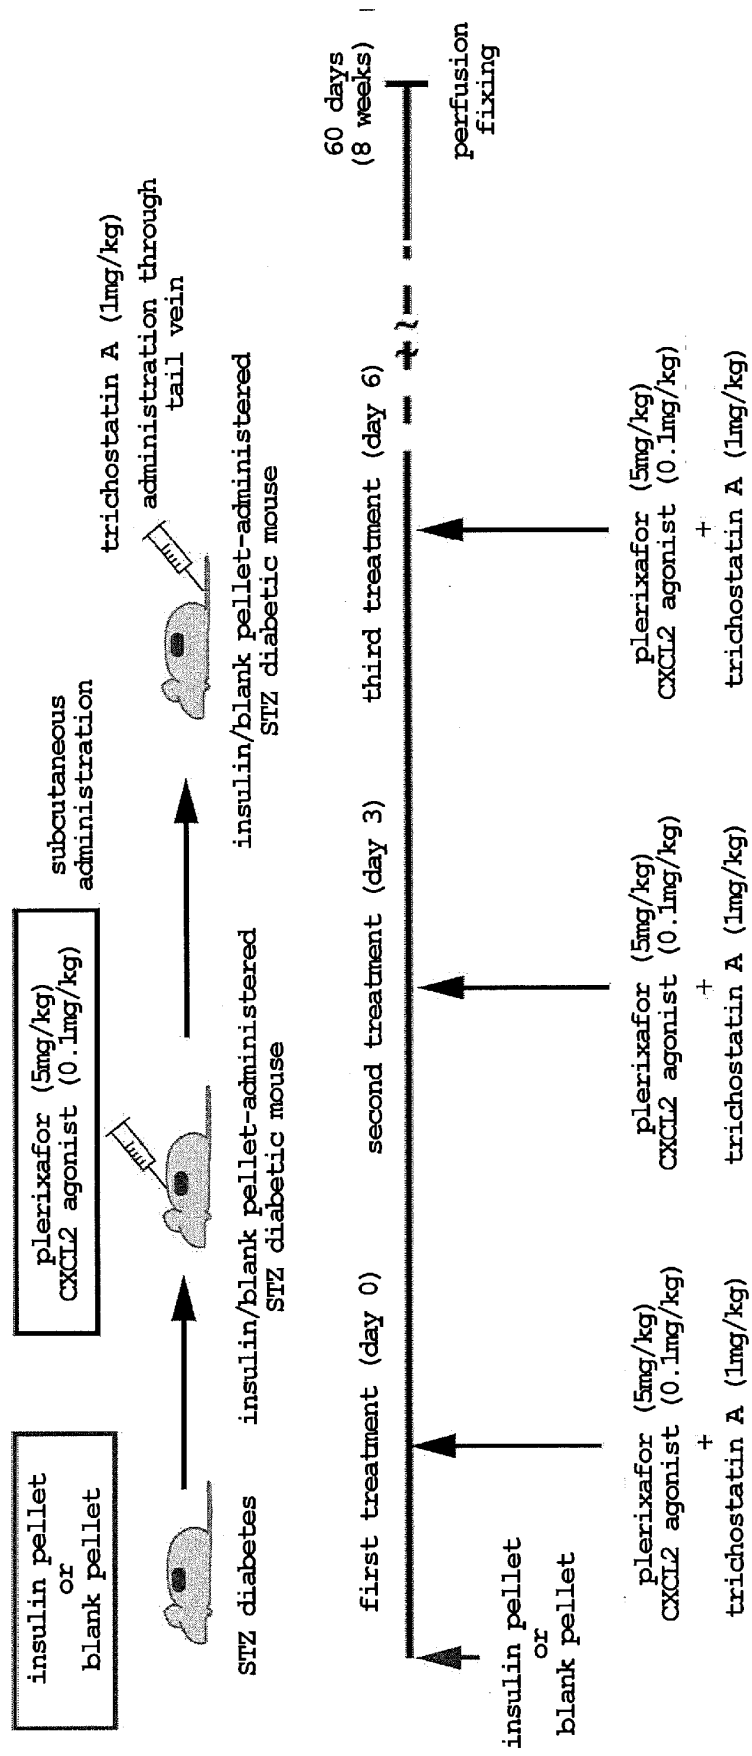 insulin pellet
or
blank pellet
STZ diabetes
plerixafor (5mg/kg)
CXCL2 agonist (0.1mg/kg)
subcutaneous
administration
insulin/blank pellet-administered
STZ diabetic mouse
trichostatin A (1mg/kg)
administration through
tail vein
insulin/blank pellet-administered
STZ diabetic mouse
first treatment (day 0)
second treatment (day 3)
third treatment (day 6)
60 days
(8 weeks)
insulin pellet
or
blank pellet
plerixafor (5mg/kg)
CXCL2 agonist (0.1mg/kg)
+
trichostatin A (1mg/kg)
plerixafor (5mg/kg)
CXCL2 agonist (0.1mg/kg)
+
trichostatin A (1mg/kg)
plerixafor (5mg/kg)
CXCL2 agonist (0.1mg/kg)
+
trichostatin A (1mg/kg)
perfusion
fixing